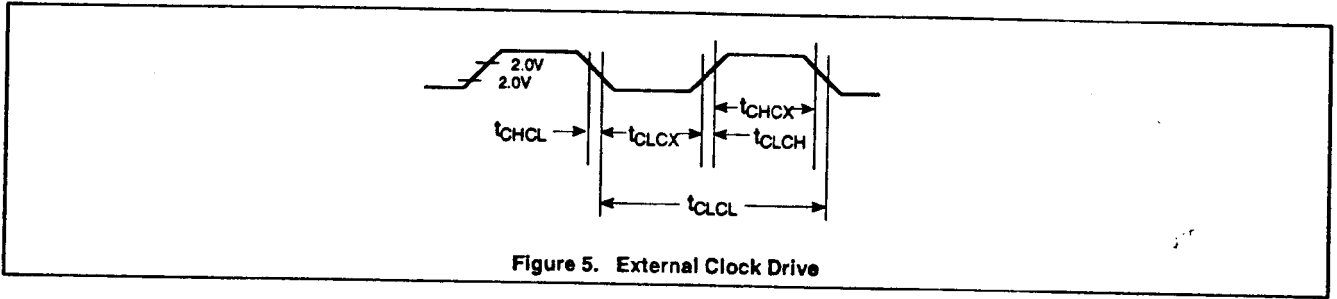 2.0V
2.0V
tCHCX
tCHCL
tCLCX
tCLCH
tCLCL
Figure 5. External Clock Drive